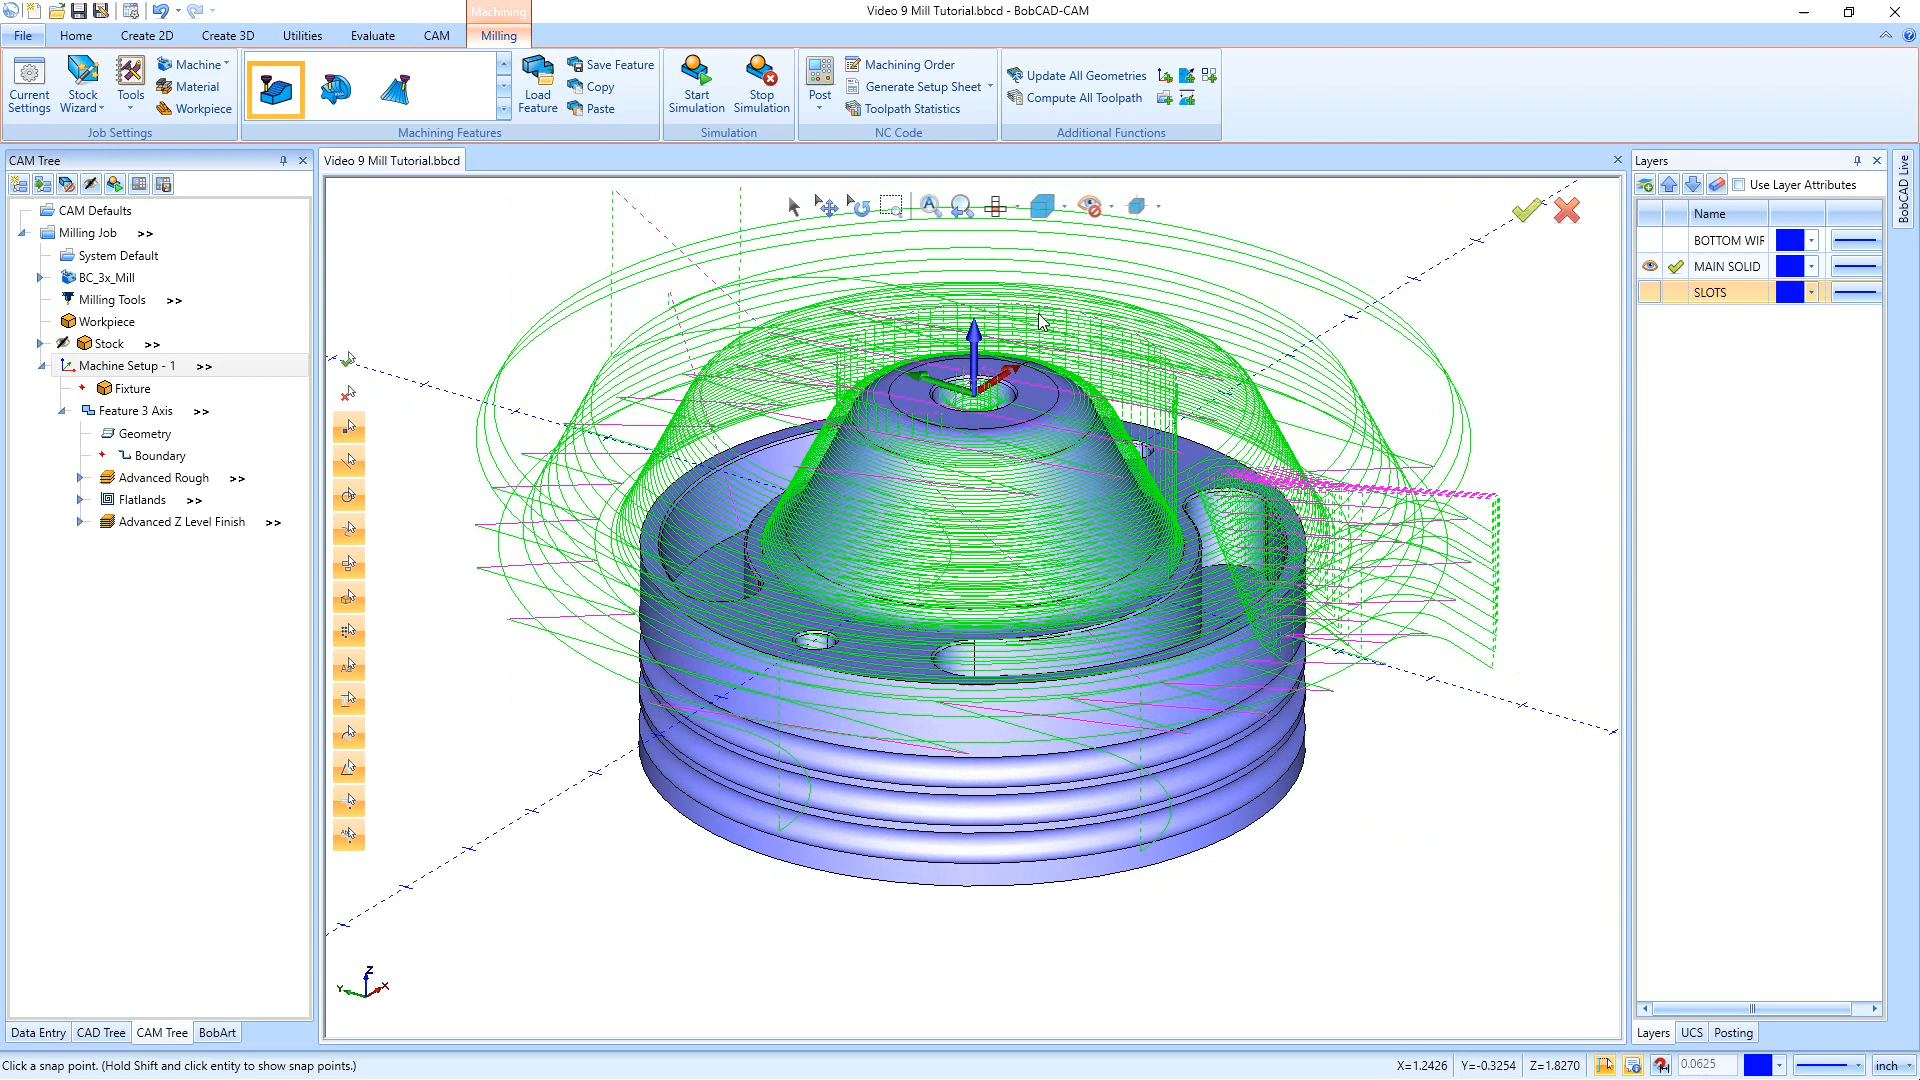 Video 9 Mill Tutorial.bbcd - BobCAD-CAM
Machining
File Home Create 2D Create 3D Utilities Evaluate CAM Milling
Current Settings
Stock Wizard
Tools
Machine
Material
Workpiece
Job Settings
Load Feature
Save Feature
Copy
Paste
Machining Features
Start Simulation
Stop Simulation
Simulation
Post
Machining Order
Generate Setup Sheet
Toolpath Statistics
NC Code
Update All Geometries
Compute All Toolpath
Additional Functions
CAM Tree
Video 9 Mill Tutorial.bbcd
Layers
BobCAD Live
CAM Defaults
Milling Job >>
System Default
BC_3x_Mill
Milling Tools >>
Workpiece
Stock >>
Machine Setup - 1 >>
Fixture
Feature 3 Axis >>
Geometry
Boundary
Advanced Rough >>
Flatlands >>
Advanced Z Level Finish >>
Use Layer Attributes
Name
BOTTOM WIF
MAIN SOLID
SLOTS
Z
Y
X
Data Entry CAD Tree CAM Tree BobArt
Layers UCS Posting
Click a snap point. (Hold Shift and click entity to show snap points.)
X=1.2426 Y=-0.3254 Z=1.8270
0.0625
inch